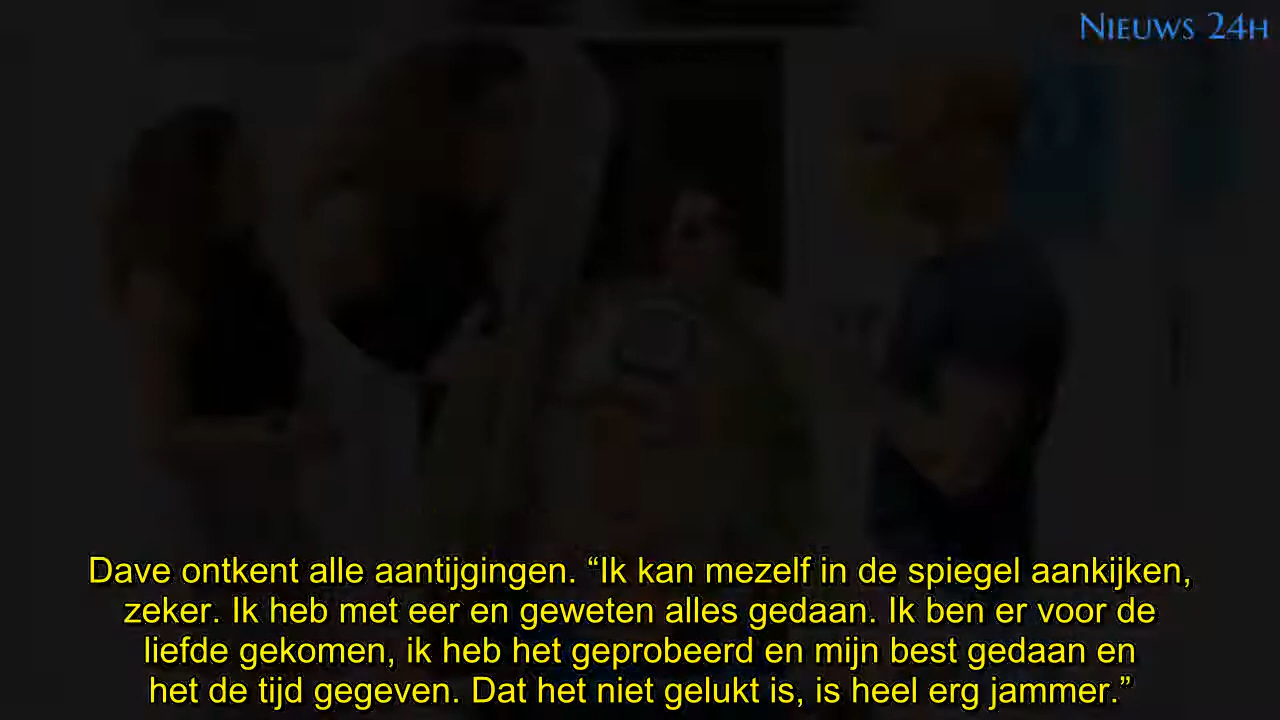 Nieuws 24h
Dave ontkent alle aantijgingen. “Ik kan mezelf in de spiegel aankijken,
zeker. Ik heb met eer en geweten alles gedaan. Ik ben er voor de
liefde gekomen, ik heb het geprobeerd en mijn best gedaan en
het de tijd gegeven. Dat het niet gelukt is, is heel erg jammer.”